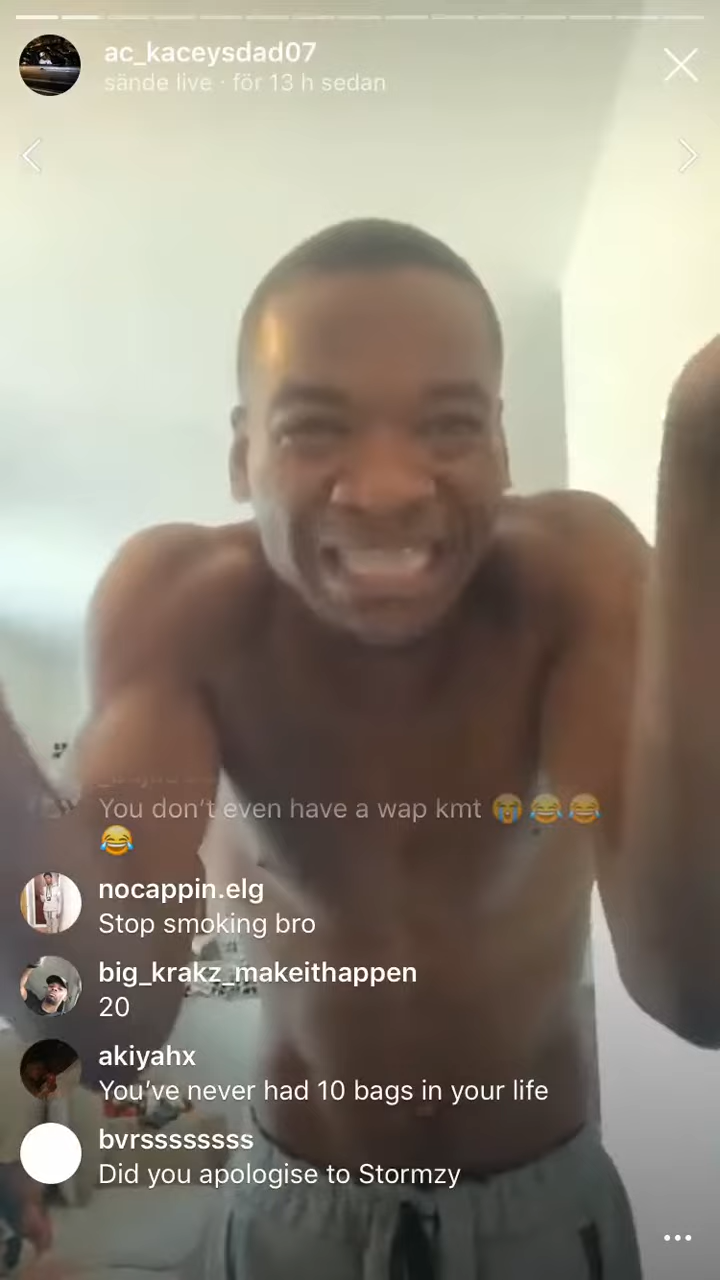 ac_kaceysdad07
sände live · för 13 h sedan
You don't even have a wap kmt 😭😂😂
😂
nocappin.elg
Stop smoking bro
big_krakz_makeithappen
20
akiyahx
You've never had 10 bags in your life
bvrssssssss
Did you apologise to Stormzy